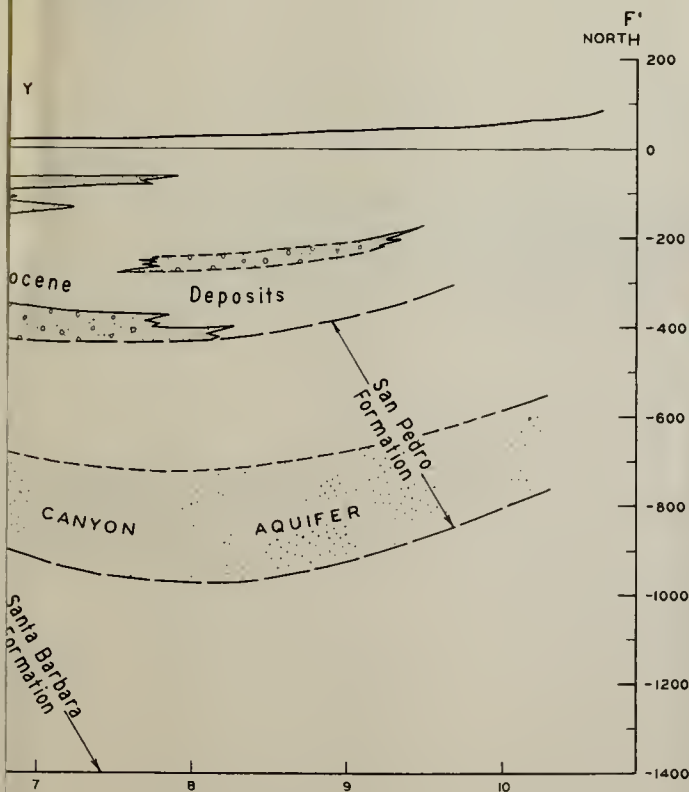 F'
NORTH
200
Y
0
-200
ocene
Deposits
-400
San Pedro
Formation
-600
CANYON AQUIFER
-800
-1000
Santa Barbara
Formation
-1200
7 8 9 10 -1400